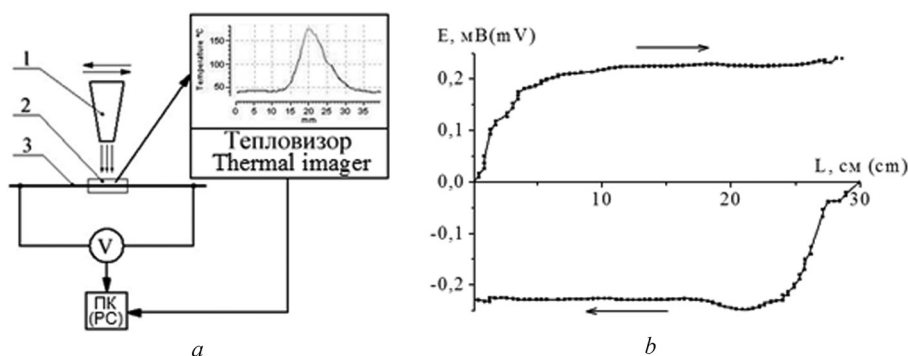 1
2
3
Temperature °C
150
100
50
0 5 10 15 20 25 30 35
mm
Тепловизор
Thermal imager
V
ПК
(PC)
a
E, мВ(mV)
0,2
0,1
0,0
-0,1
-0,2
L, см (cm)
10 20 30
b